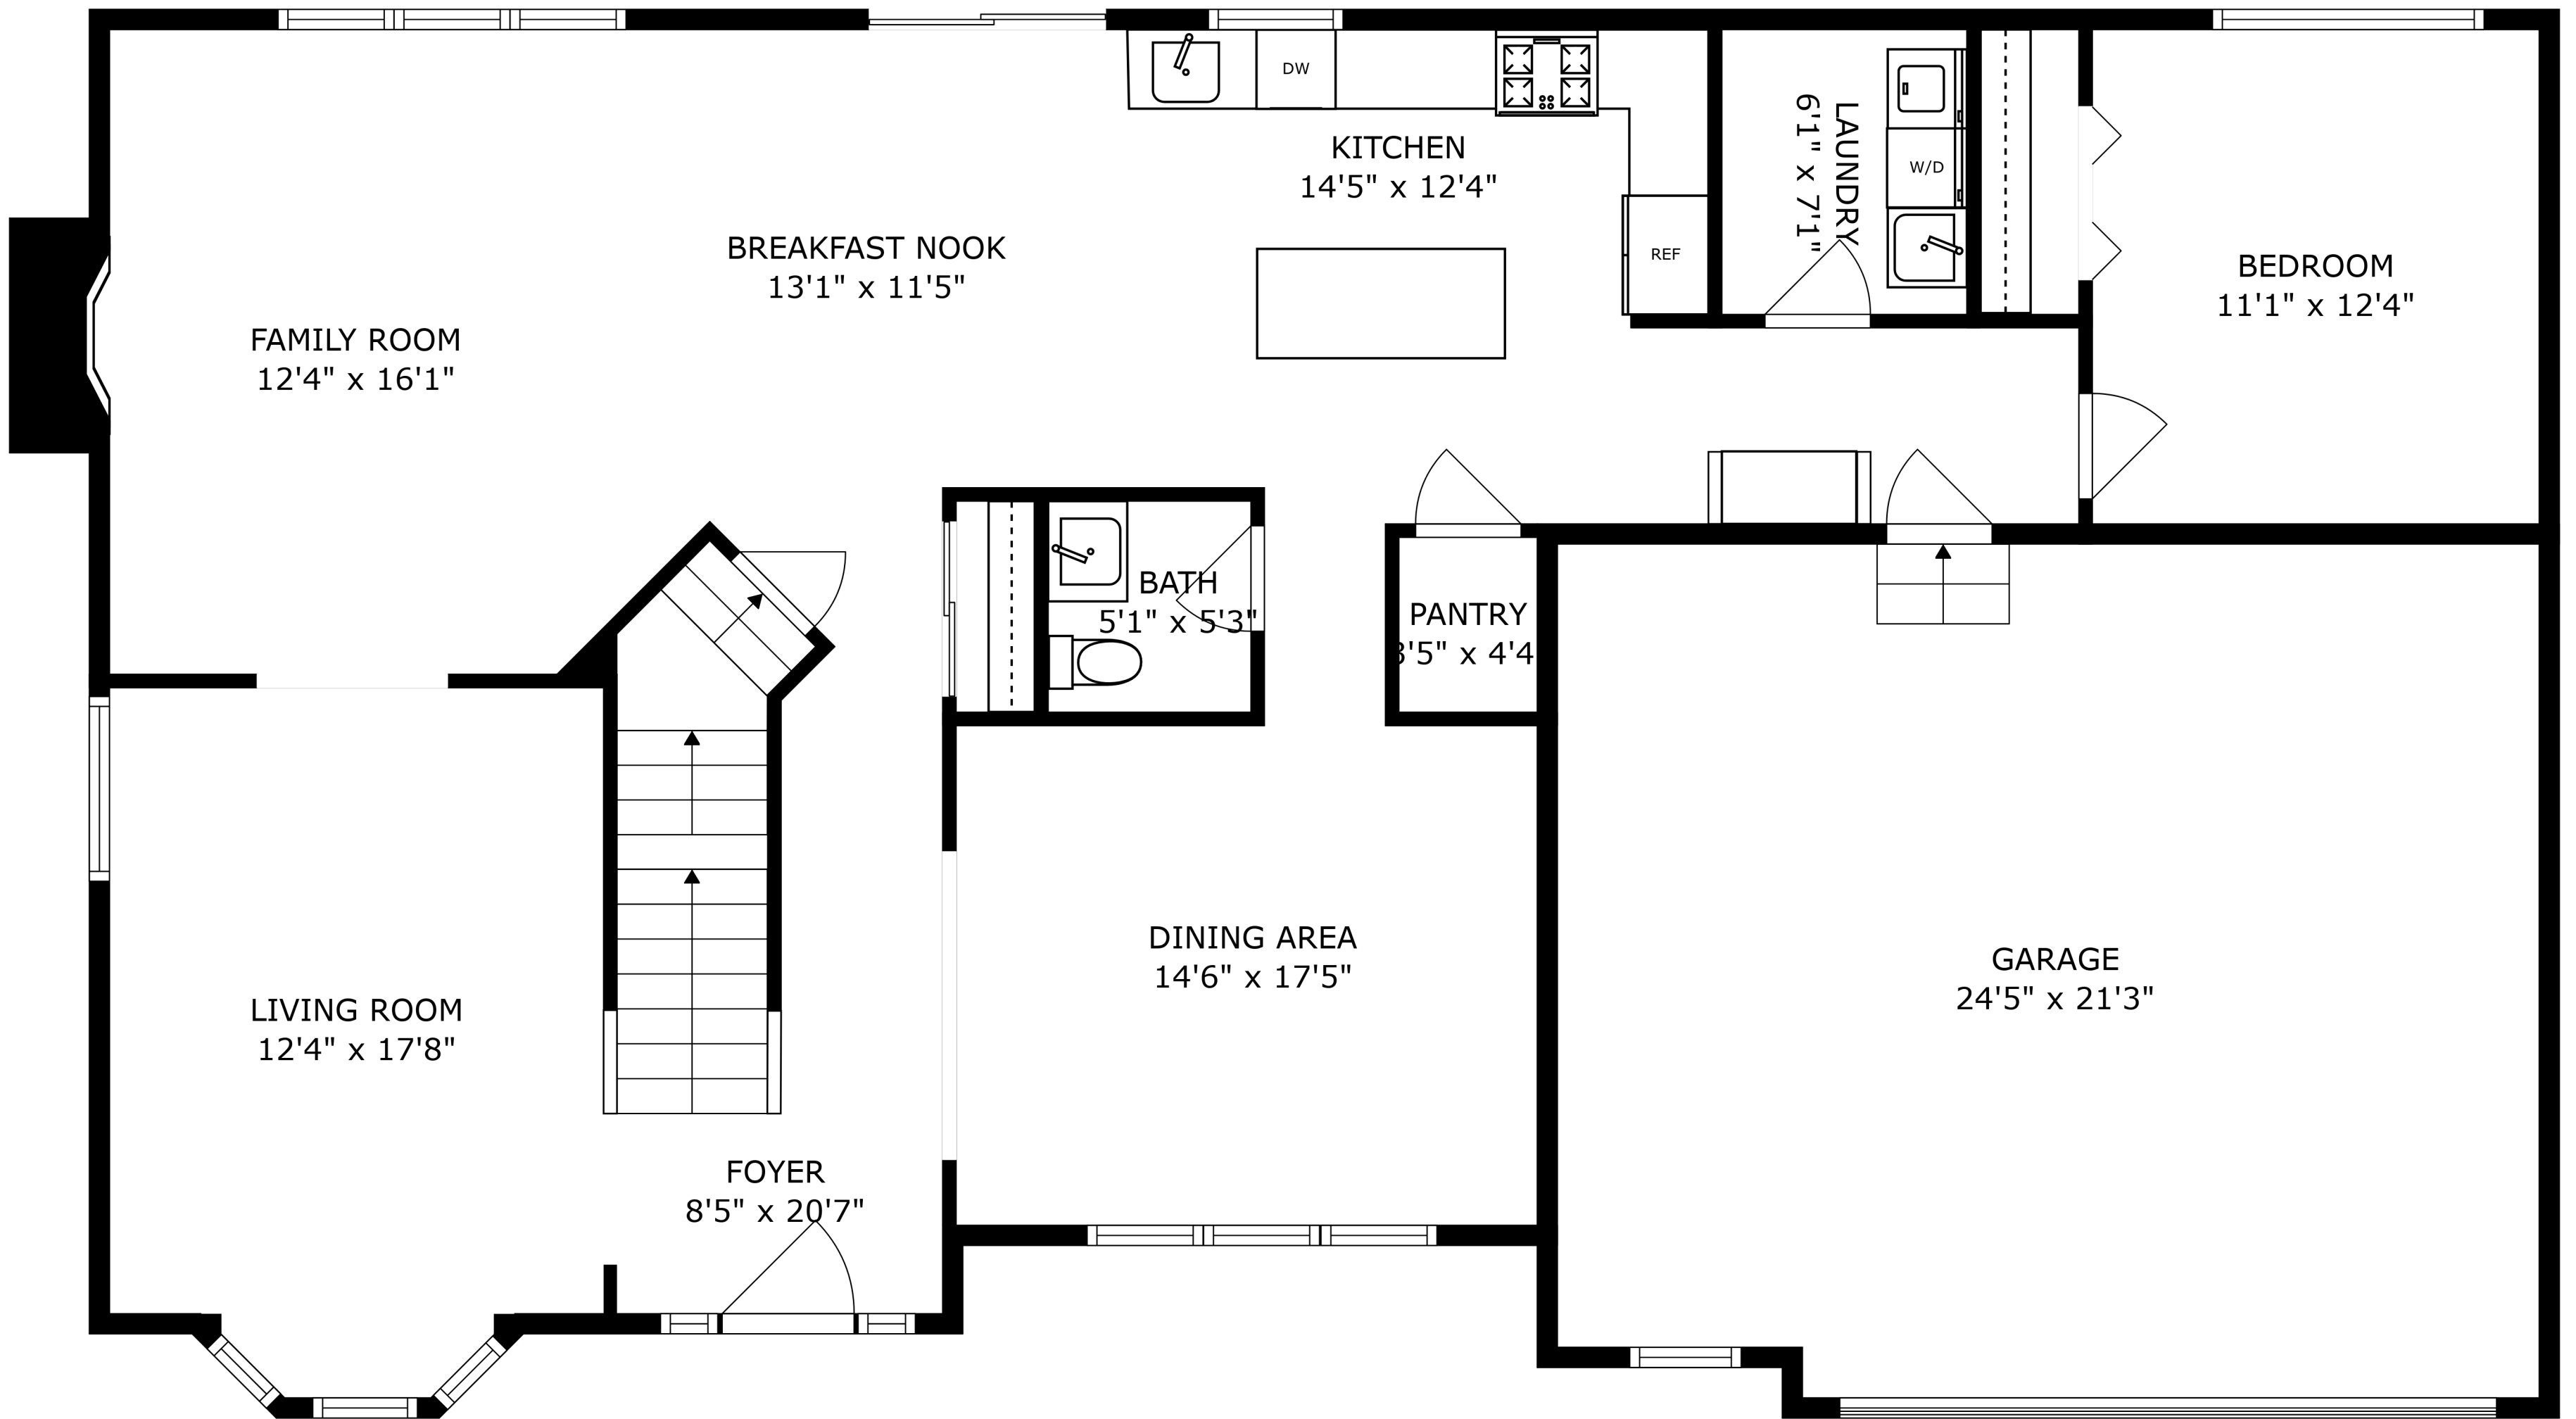 DW
KITCHEN
14'5" x 12'4"
LAUNDRY
6'1" x 7'1"
W/D
REF
BREAKFAST NOOK
13'1" x 11'5"
BEDROOM
11'1" x 12'4"
FAMILY ROOM
12'4" x 16'1"
BATH
5'1" x 5'3"
PANTRY
3'5" x 4'4
DINING AREA
14'6" x 17'5"
GARAGE
24'5" x 21'3"
LIVING ROOM
12'4" x 17'8"
FOYER
8'5" x 20'7"